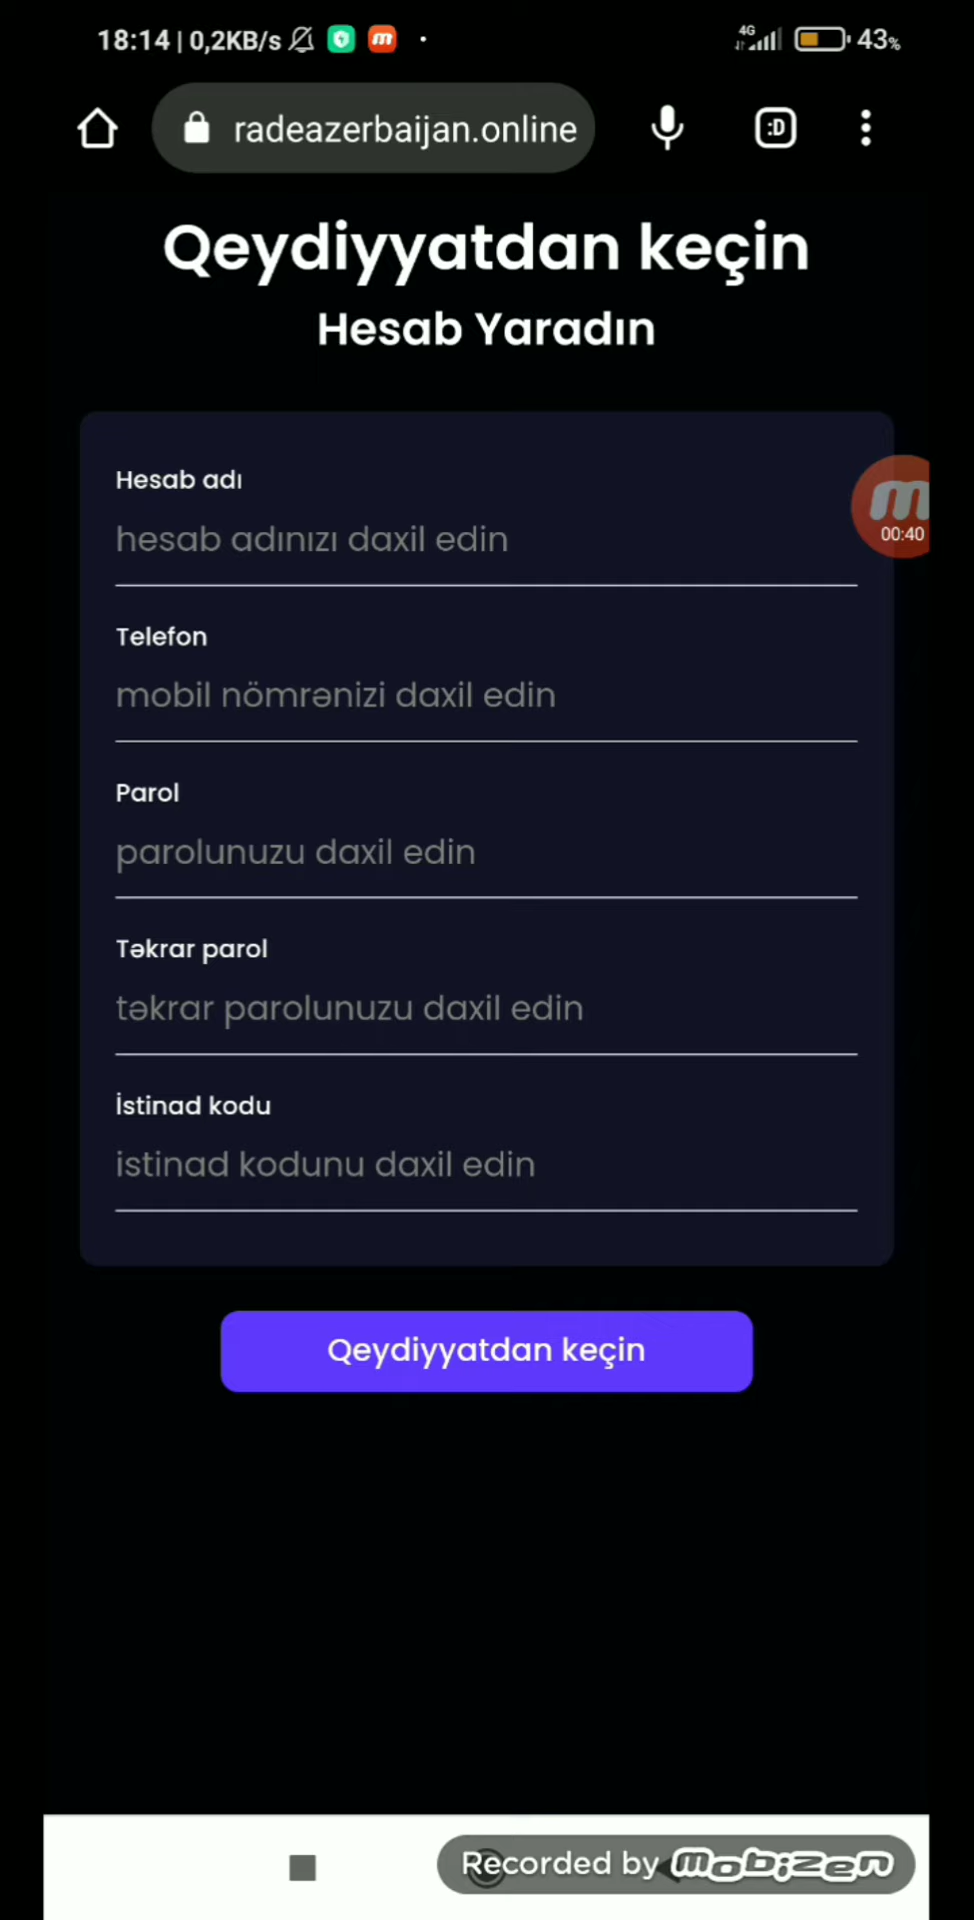 18:14 | 0,2KB/s
4G
43%
radeazerbaijan.online
:D
Qeydiyyatdan keçin
Hesab Yaradın
Hesab adı
hesab adınızı daxil edin
m
00:40
Telefon
mobil nömrənizi daxil edin
Parol
parolunuzu daxil edin
Təkrar parol
təkrar parolunuzu daxil edin
İstinad kodu
istinad kodunu daxil edin
Qeydiyyatdan keçin
Recorded by mobizen